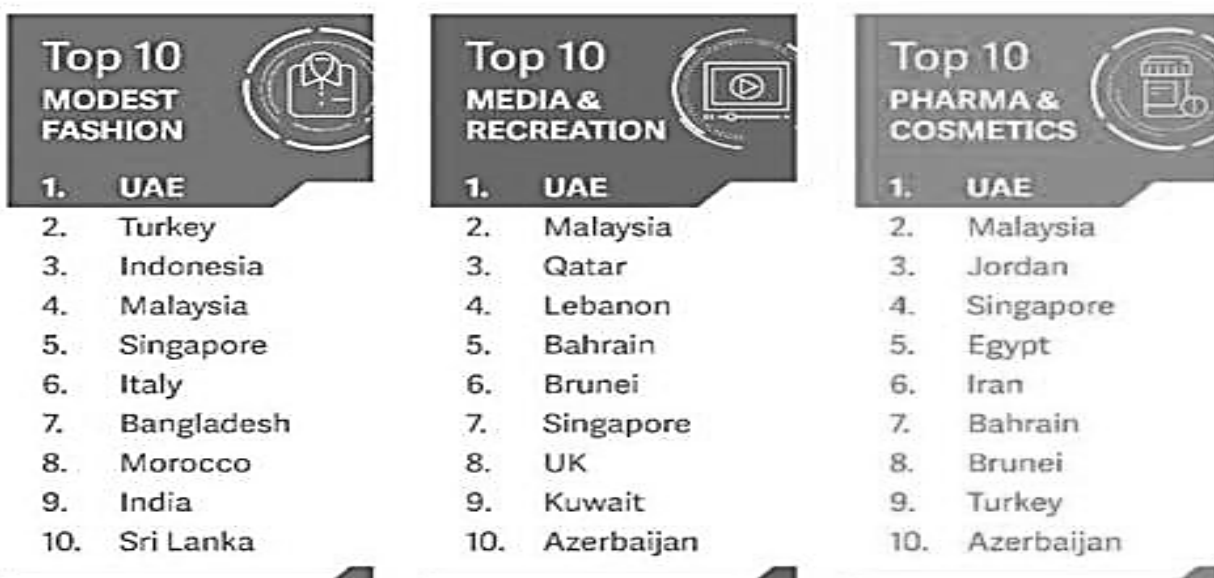 Top 10
MODEST
FASHION
1. UAE
2. Turkey
3. Indonesia
4. Malaysia
5. Singapore
6. Italy
7. Bangladesh
8. Morocco
9. India
10. Sri Lanka
Top 10
MEDIA &
RECREATION
1. UAE
2. Malaysia
3. Qatar
4. Lebanon
5. Bahrain
6. Brunei
7. Singapore
8. UK
9. Kuwait
10. Azerbaijan
Top 10
PHARMA &
COSMETICS
1. UAE
2. Malaysia
3. Jordan
4. Singapore
5. Egypt
6. Iran
7. Bahrain
8. Brunei
9. Turkey
10. Azerbaijan